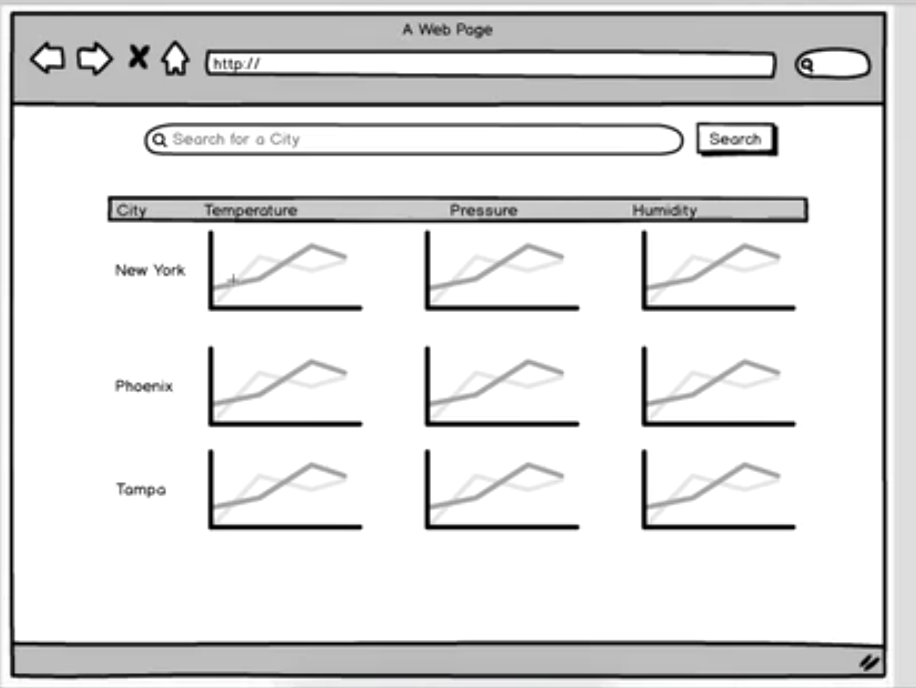 A Web Page
http://
Search for a City Search
City Temperature Pressure Humidity
New York
Phoenix
Tampa